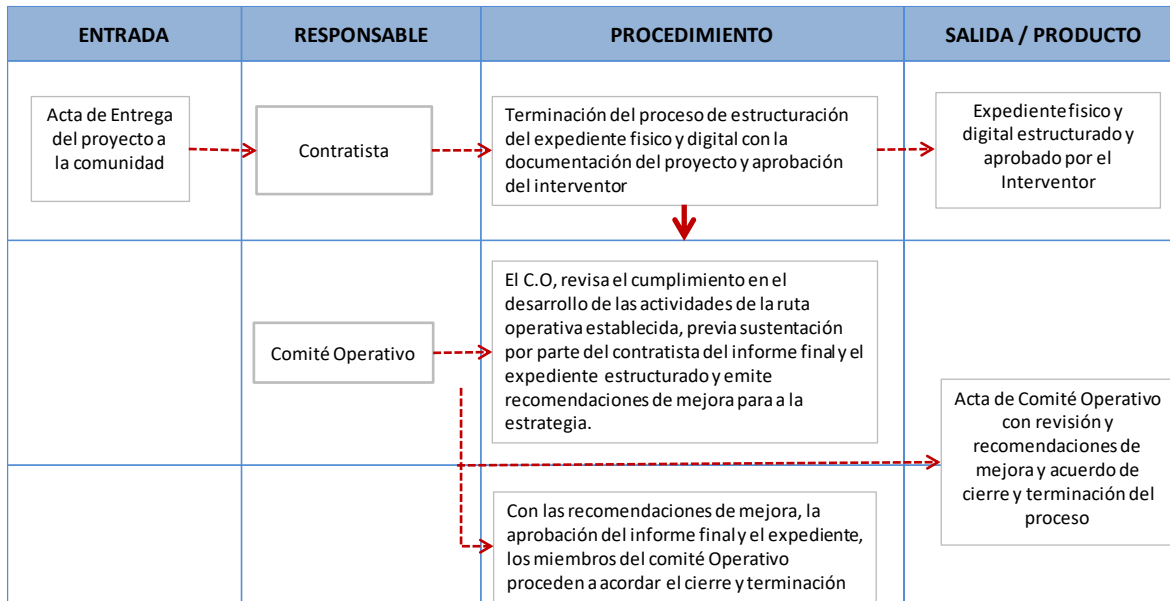 ENTRADA
RESPONSABLE
PROCEDIMIENTO
SALIDA / PRODUCTO
Acta de Entrega
del proyecto a
la comunidad
Contratista
Terminación del proceso de estructuración
del expediente fisico y digital con la
documentación del proyecto y aprobación
del interventor
Expediente fisico y
digital estructurado y
aprobado por el
Interventor
Comité Operativo
El C.O, revisa el cumplimiento en el
desarrollo de las actividades de la ruta
operativa establecida, previa sustentación
por parte del contratista del informe final y el
expediente estructurado y emite
recomendaciones de mejora para a la
estrategia.
Acta de Comité Operativo
con revisión y
recomendaciones de
mejora y acuerdo de
cierre y terminación del
proceso
Con las recomendaciones de mejora, la
aprobación del informe final y el expediente,
los miembros del comité Operativo
proceden a acordar el cierre y terminación